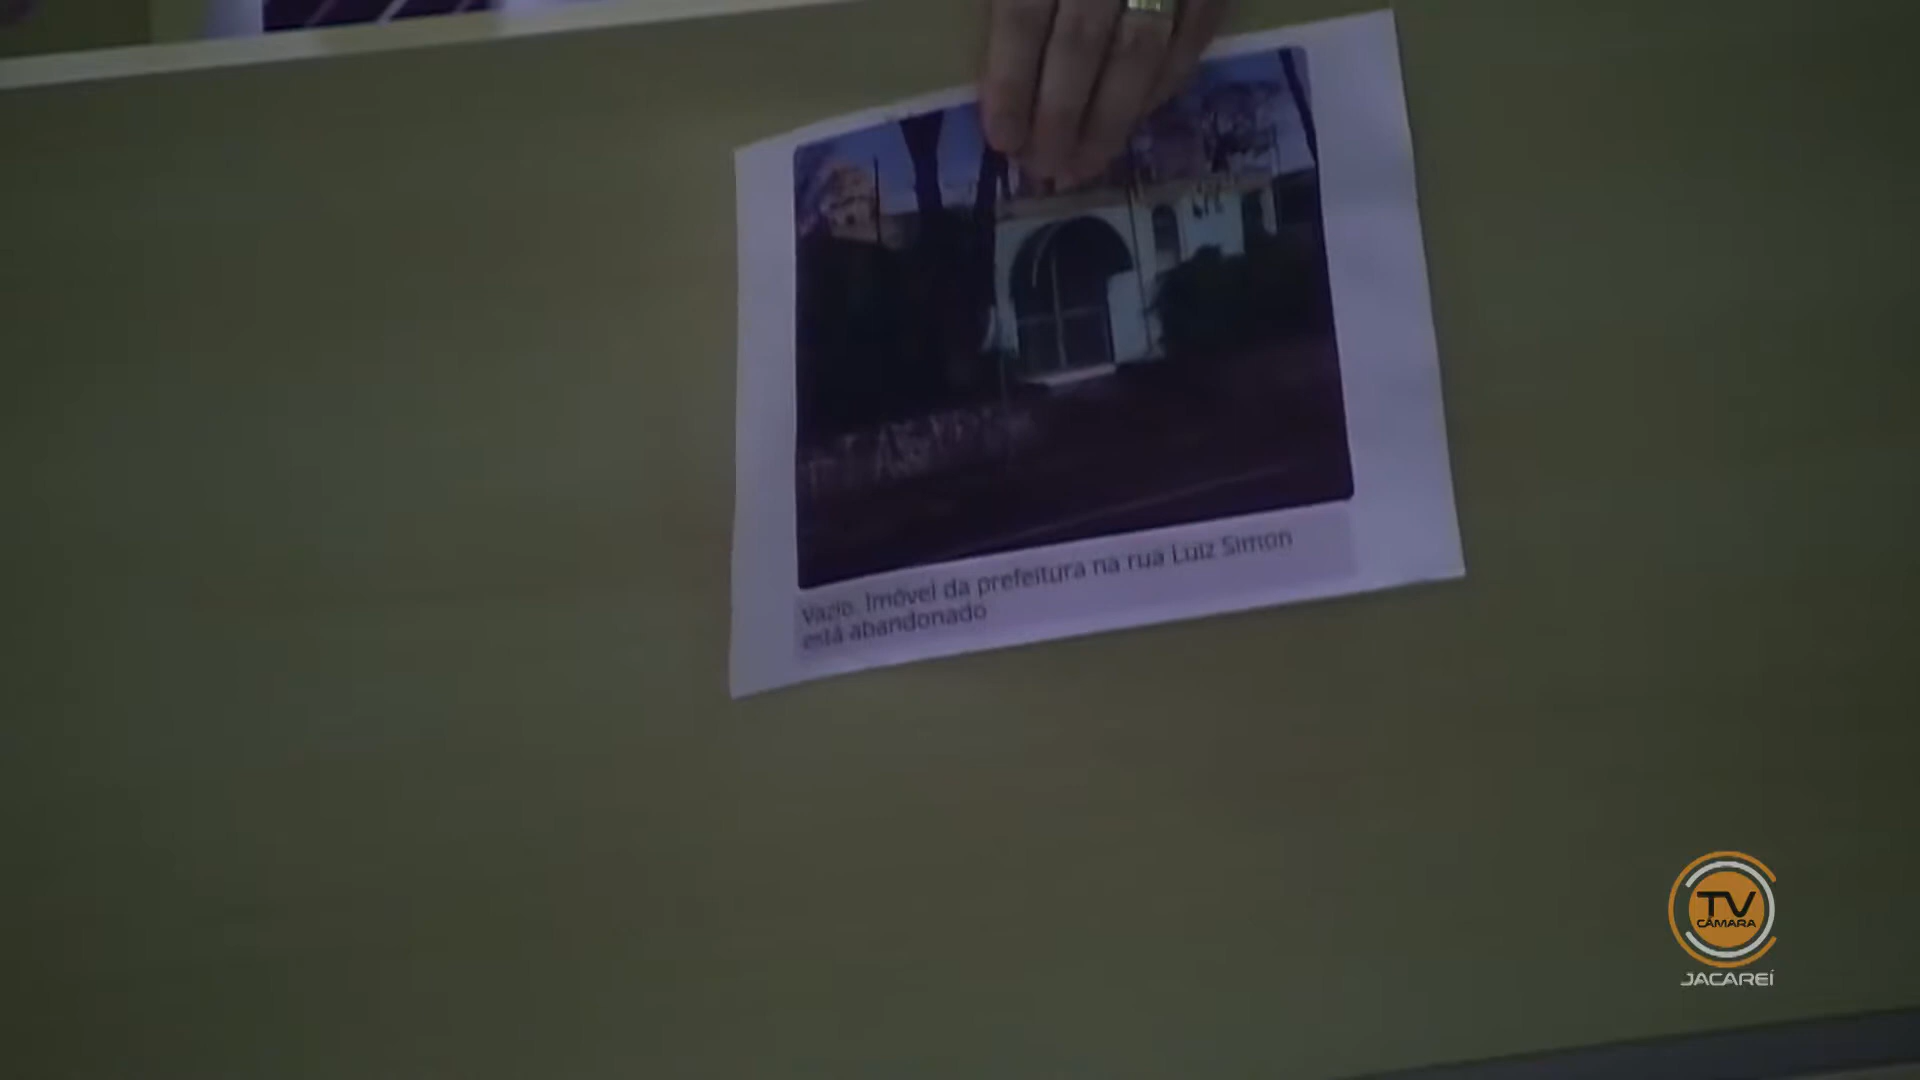 Vazio. Imóvel da prefeitura na rua Luiz Simon
está abandonado
TV
CÂMARA
JACAREÍ